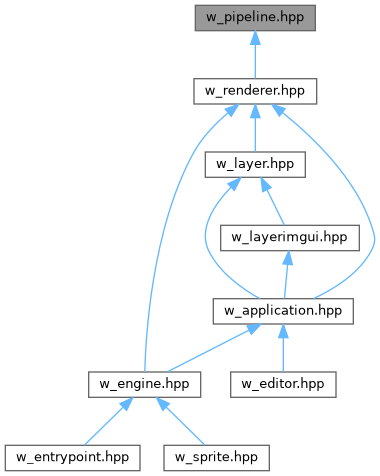 w_pipeline.hpp
w_renderer.hpp
w_layer.hpp
w_layerimgui.hpp
w_application.hpp
w_engine.hpp
w_editor.hpp
w_entrypoint.hpp
w_sprite.hpp